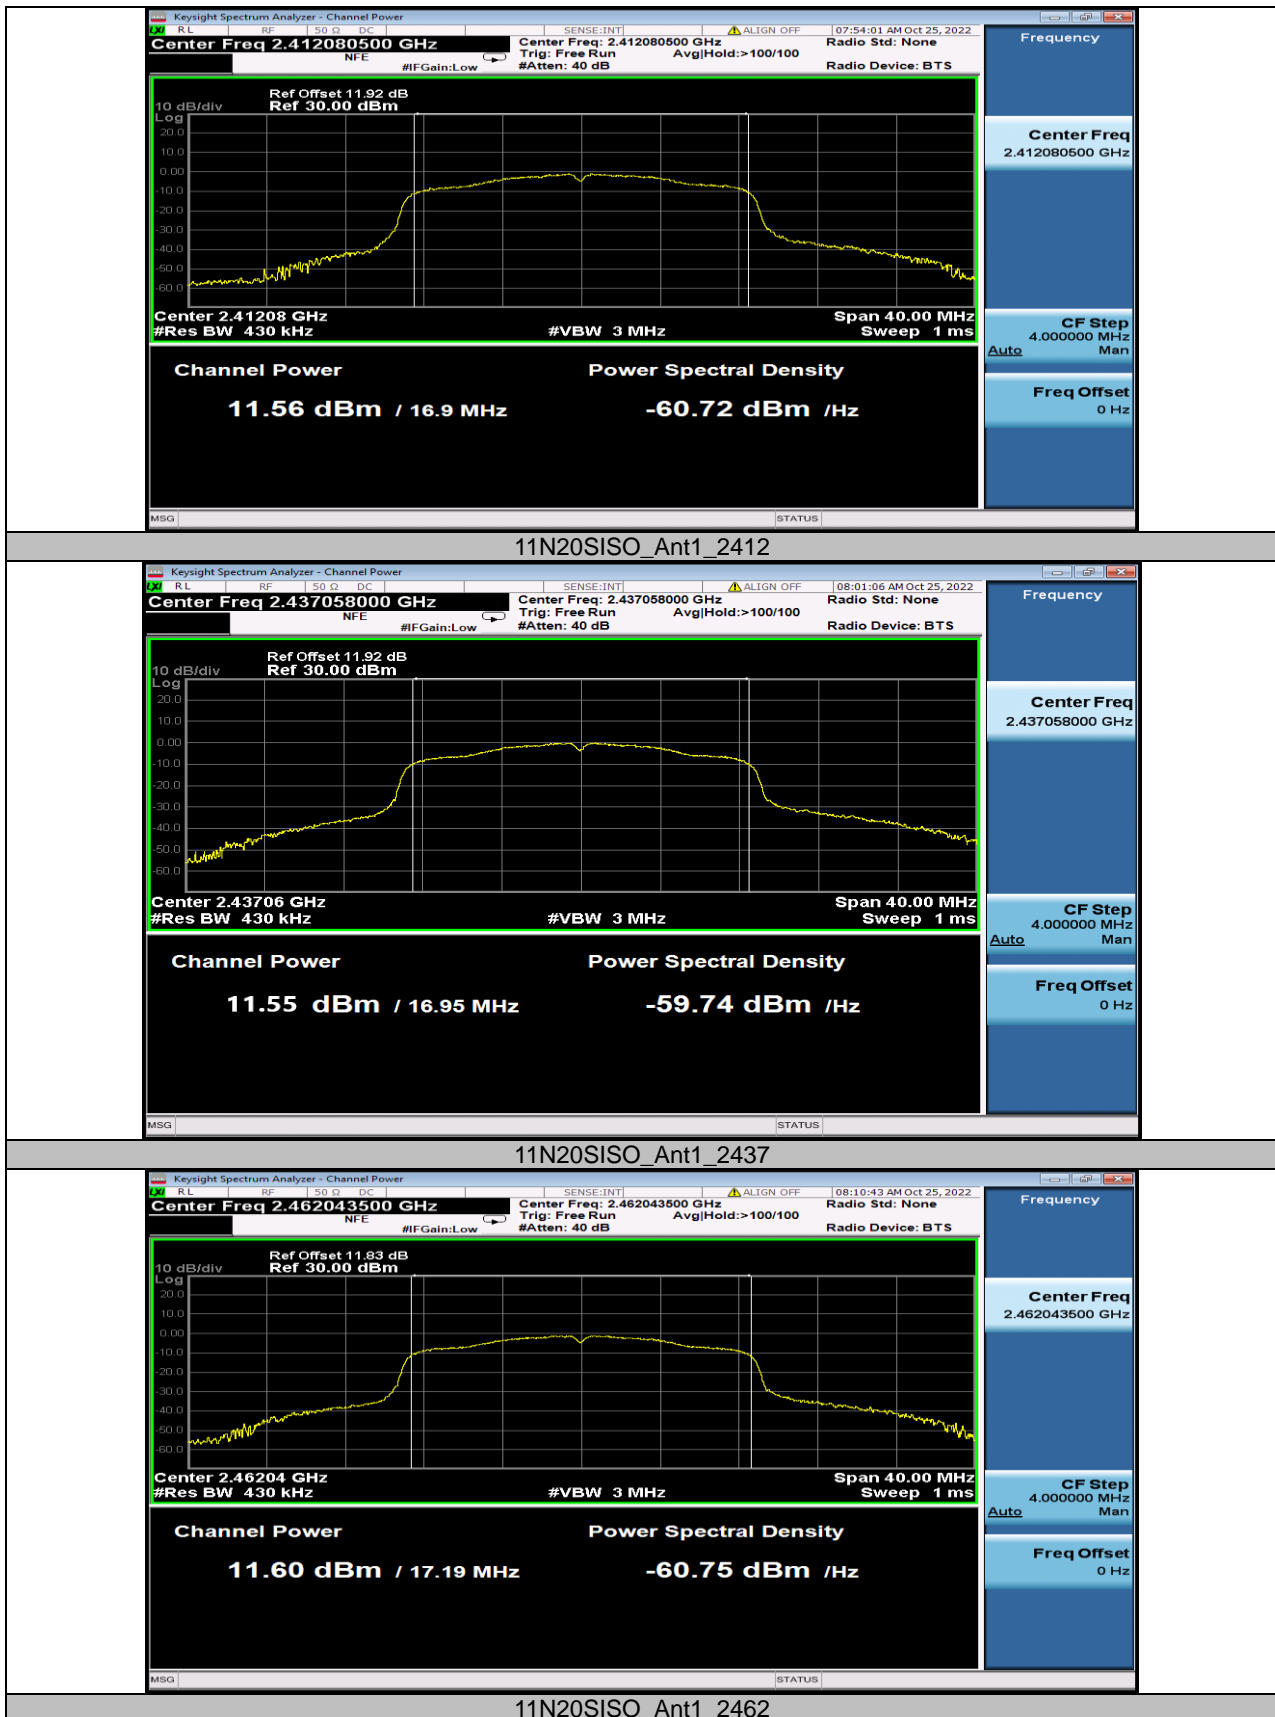 Keysight Spectrum Analyzer - Channel Power
LXI RL RF 50 Ω DC SENSE:INT ALIGN OFF 07:54:01 AM Oct 25, 2022
Center Freq 2.412080500 GHz Center Freq: 2.412080500 GHz Radio Std: None Frequency
NFE Trig: Free Run Avg|Hold:>100/100
#IFGain:Low #Atten: 40 dB Radio Device: BTS
Ref Offset 11.92 dB
10 dB/div Ref 30.00 dBm
Log
20.0
10.0
0.00
-10.0
-20.0
-30.0
-40.0
-50.0
-60.0
Center Freq
2.412080500 GHz
Center 2.41208 GHz Span 40.00 MHz
#Res BW 430 kHz #VBW 3 MHz Sweep 1 ms
CF Step
4.000000 MHz
Auto Man
Channel Power Power Spectral Density
11.56 dBm / 16.9 MHz -60.72 dBm /Hz
Freq Offset
0 Hz
MSG STATUS
11N20SISO_Ant1_2412
Keysight Spectrum Analyzer - Channel Power
LXI RL RF 50 Ω DC SENSE:INT ALIGN OFF 08:01:06 AM Oct 25, 2022
Center Freq 2.437058000 GHz Center Freq: 2.437058000 GHz Radio Std: None Frequency
NFE Trig: Free Run Avg|Hold:>100/100
#IFGain:Low #Atten: 40 dB Radio Device: BTS
Ref Offset 11.92 dB
10 dB/div Ref 30.00 dBm
Log
20.0
10.0
0.00
-10.0
-20.0
-30.0
-40.0
-50.0
-60.0
Center Freq
2.437058000 GHz
Center 2.43706 GHz Span 40.00 MHz
#Res BW 430 kHz #VBW 3 MHz Sweep 1 ms
CF Step
4.000000 MHz
Auto Man
Channel Power Power Spectral Density
11.55 dBm / 16.95 MHz -59.74 dBm /Hz
Freq Offset
0 Hz
MSG STATUS
11N20SISO_Ant1_2437
Keysight Spectrum Analyzer - Channel Power
LXI RL RF 50 Ω DC SENSE:INT ALIGN OFF 08:10:43 AM Oct 25, 2022
Center Freq 2.462043500 GHz Center Freq: 2.462043500 GHz Radio Std: None Frequency
NFE Trig: Free Run Avg|Hold:>100/100
#IFGain:Low #Atten: 40 dB Radio Device: BTS
Ref Offset 11.83 dB
10 dB/div Ref 30.00 dBm
Log
20.0
10.0
0.00
-10.0
-20.0
-30.0
-40.0
-50.0
-60.0
Center Freq
2.462043500 GHz
Center 2.46204 GHz Span 40.00 MHz
#Res BW 430 kHz #VBW 3 MHz Sweep 1 ms
CF Step
4.000000 MHz
Auto Man
Channel Power Power Spectral Density
11.60 dBm / 17.19 MHz -60.75 dBm /Hz
Freq Offset
0 Hz
MSG STATUS
11N20SISO_Ant1_2462